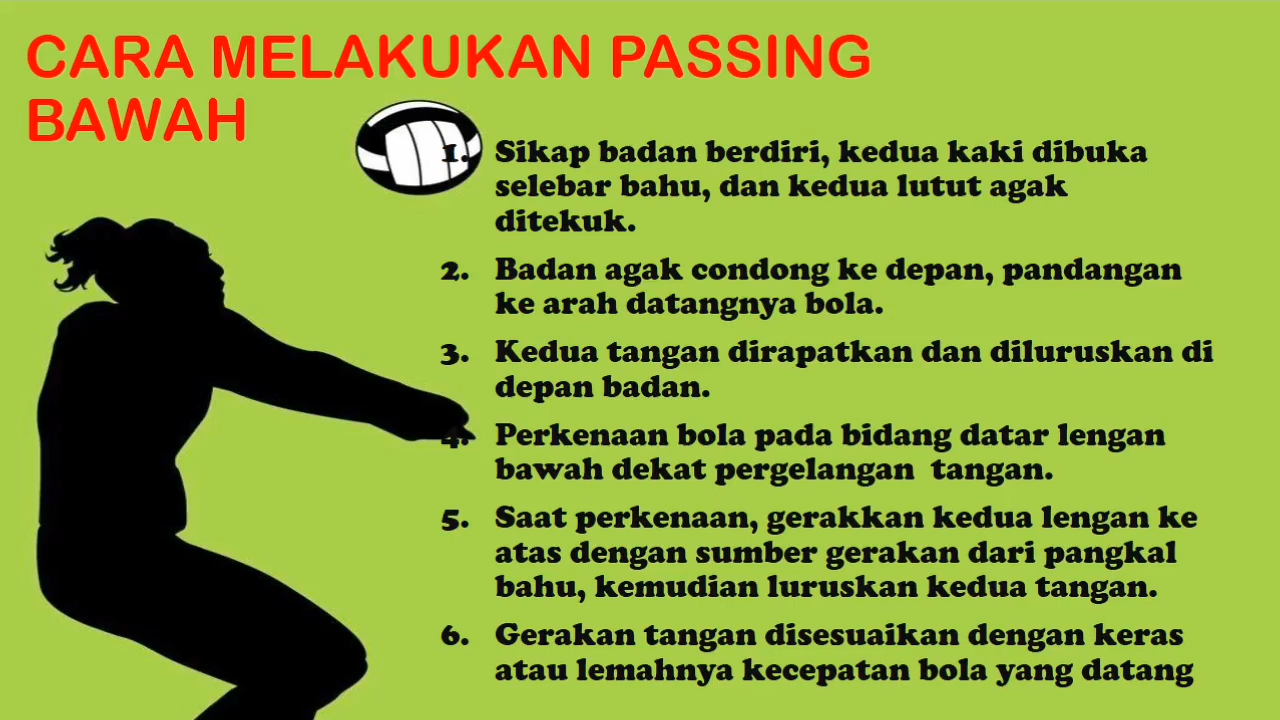 CARA MELAKUKAN PASSING
BAWAH
1. Sikap badan berdiri, kedua kaki dibuka
selebar bahu, dan kedua lutut agak
ditekuk.
2. Badan agak condong ke depan, pandangan
ke arah datangnya bola.
3. Kedua tangan dirapatkan dan diluruskan di
depan badan.
4. Perkenaan bola pada bidang datar lengan
bawah dekat pergelangan tangan.
5. Saat perkenaan, gerakkan kedua lengan ke
atas dengan sumber gerakan dari pangkal
bahu, kemudian luruskan kedua tangan.
6. Gerakan tangan disesuaikan dengan keras
atau lemahnya kecepatan bola yang datang